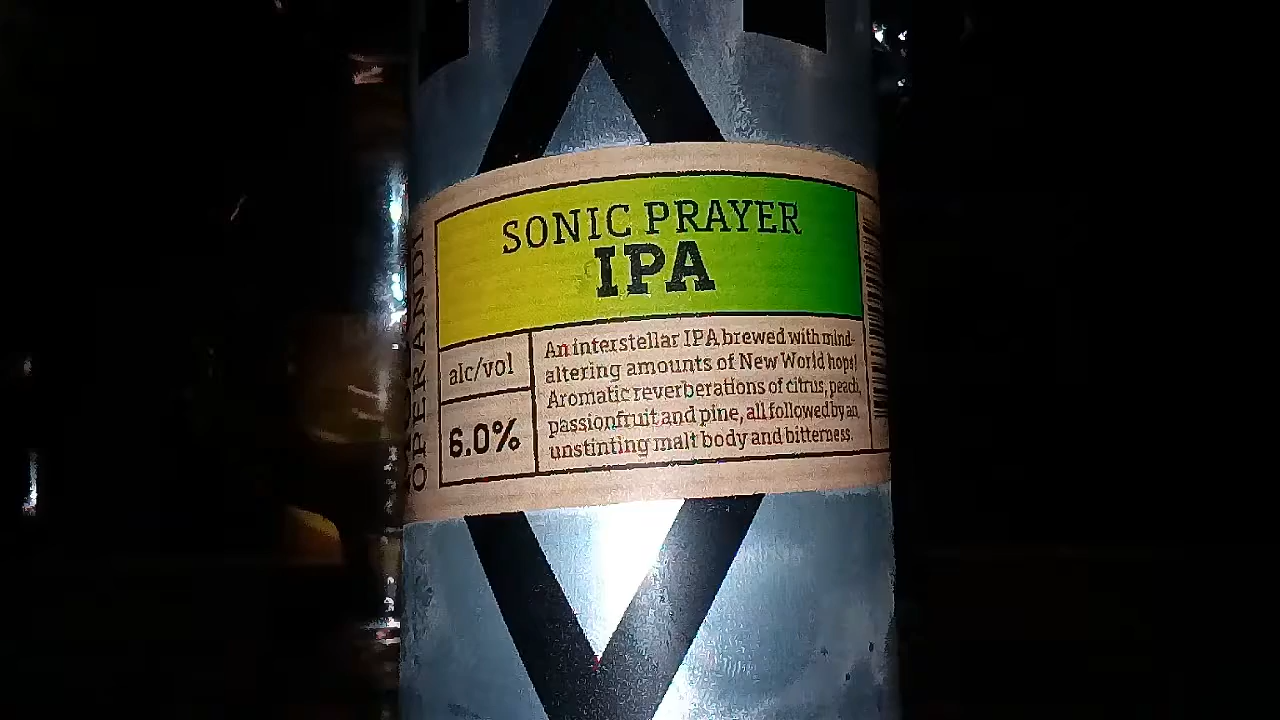 SONIC PRAYER
IPA
alc/vol
6.0%
An interstellar IPA brewed with mind-
altering amounts of New World hops!
Aromatic reverberations of citrus, peach,
passionfruit and pine, all followed by an
unstinting malt body and bitterness.
OPERANDI